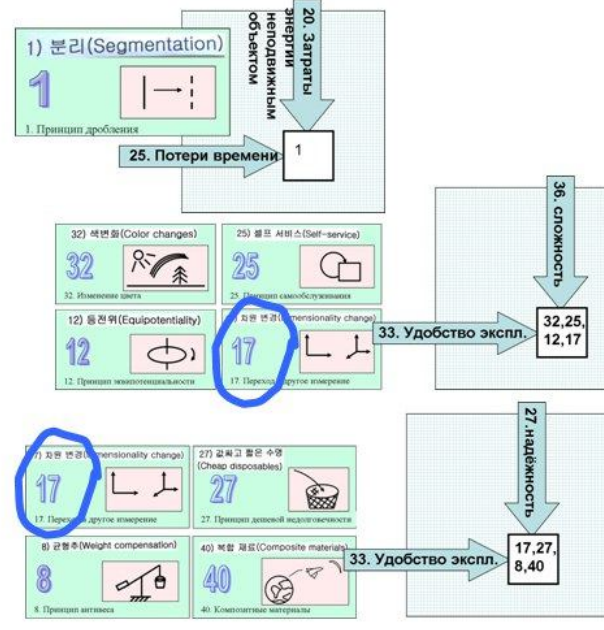 1) 분리(Segmentation)
1
1. Принцип дробления
20. Затраты
энергии
неподвижным
объектом
25. Потери времени
1
32) 색변화(Color changes)
32
32. Изменение цвета
25) 셀프 서비스(Self-service)
25
25. Принцип самообслуживания
12) 등전위(Equipotentiality)
12
12. Принцип эквипотенциальности
차원 변경(Dimensionality change)
17
17. Переход другое измерение
36. сложность
33. Удобство экспл.
32,25,
12,17
7) 차원 변경(Dimensionality change)
17
17. Переход другое измерение
27) 값싸고 짧은 수명
(Cheap disposables)
27
27. Принцип дешевой недолговечности
8) 균형추(Weight compensation)
8
8. Принцип антивеса
40) 복합 재료(Composite materials)
40
40. Композитные материалы
27.надёжность
33. Удобство экспл.
17,27,
8,40